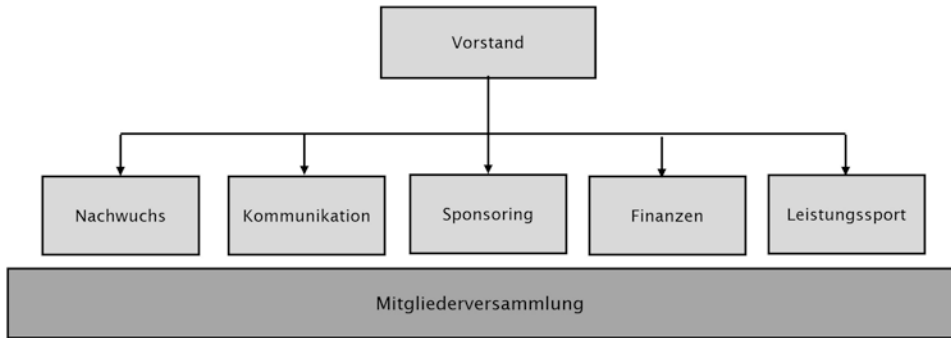 Vorstand
Nachwuchs
Kommunikation
Sponsoring
Finanzen
Leistungssport
Mitgliederversammlung